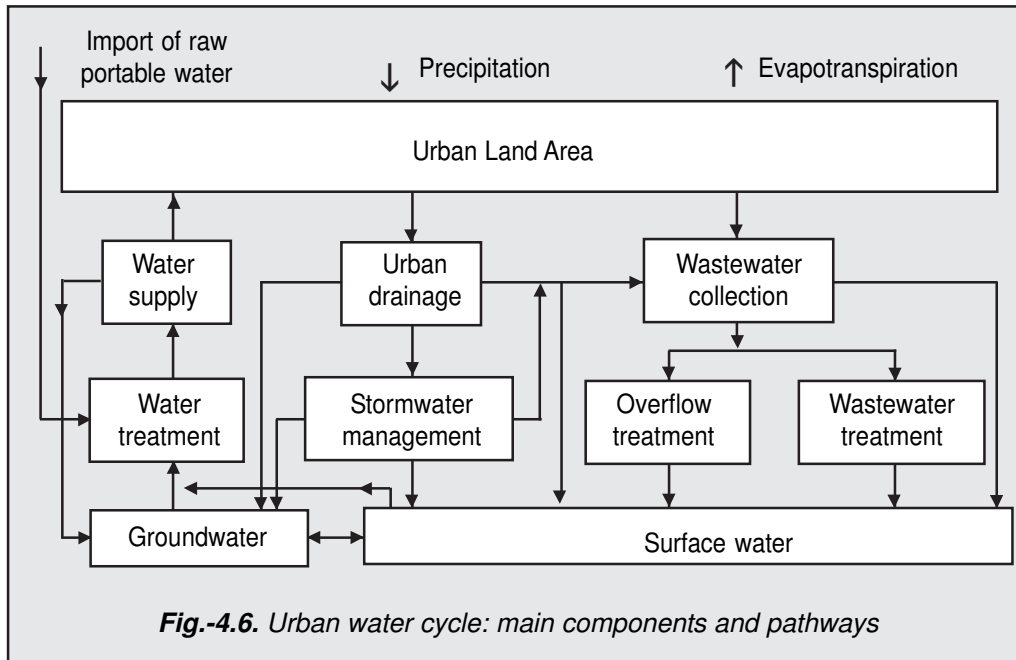 Import of raw
portable water
↓ Precipitation
↑ Evapotranspiration
Urban Land Area
Water
supply
Urban
drainage
Wastewater
collection
Water
treatment
Stormwater
management
Overflow
treatment
Wastewater
treatment
Groundwater
Surface water
Fig.-4.6. Urban water cycle: main components and pathways